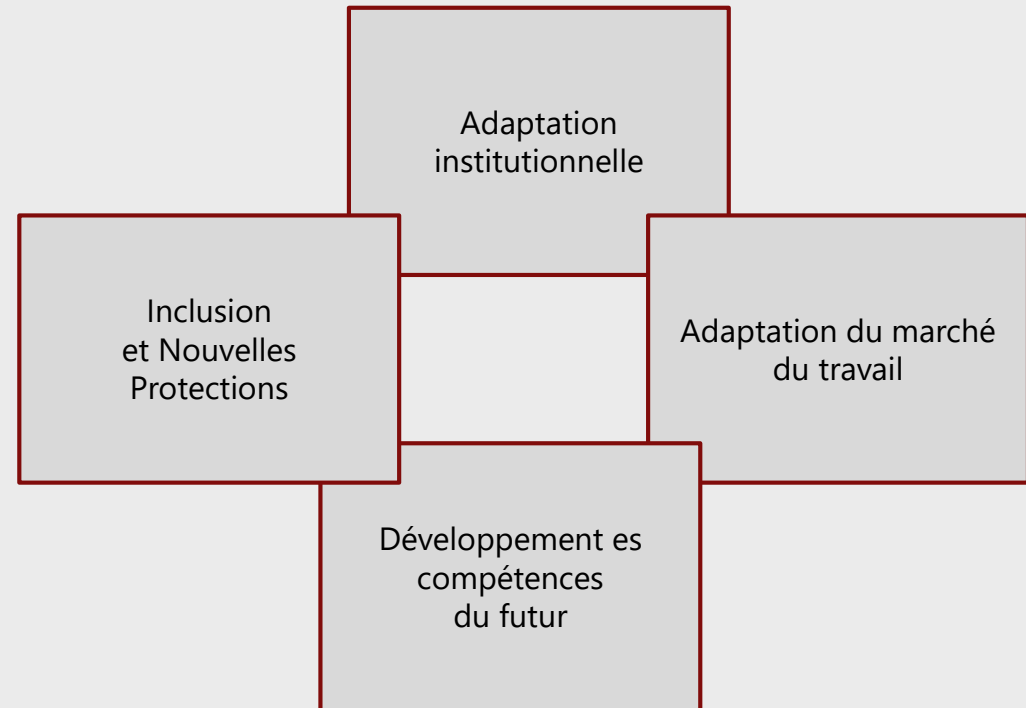 Adaptation
institutionnelle
Inclusion
et Nouvelles
Protections
Adaptation du marché
du travail
Développement es
compétences
du futur